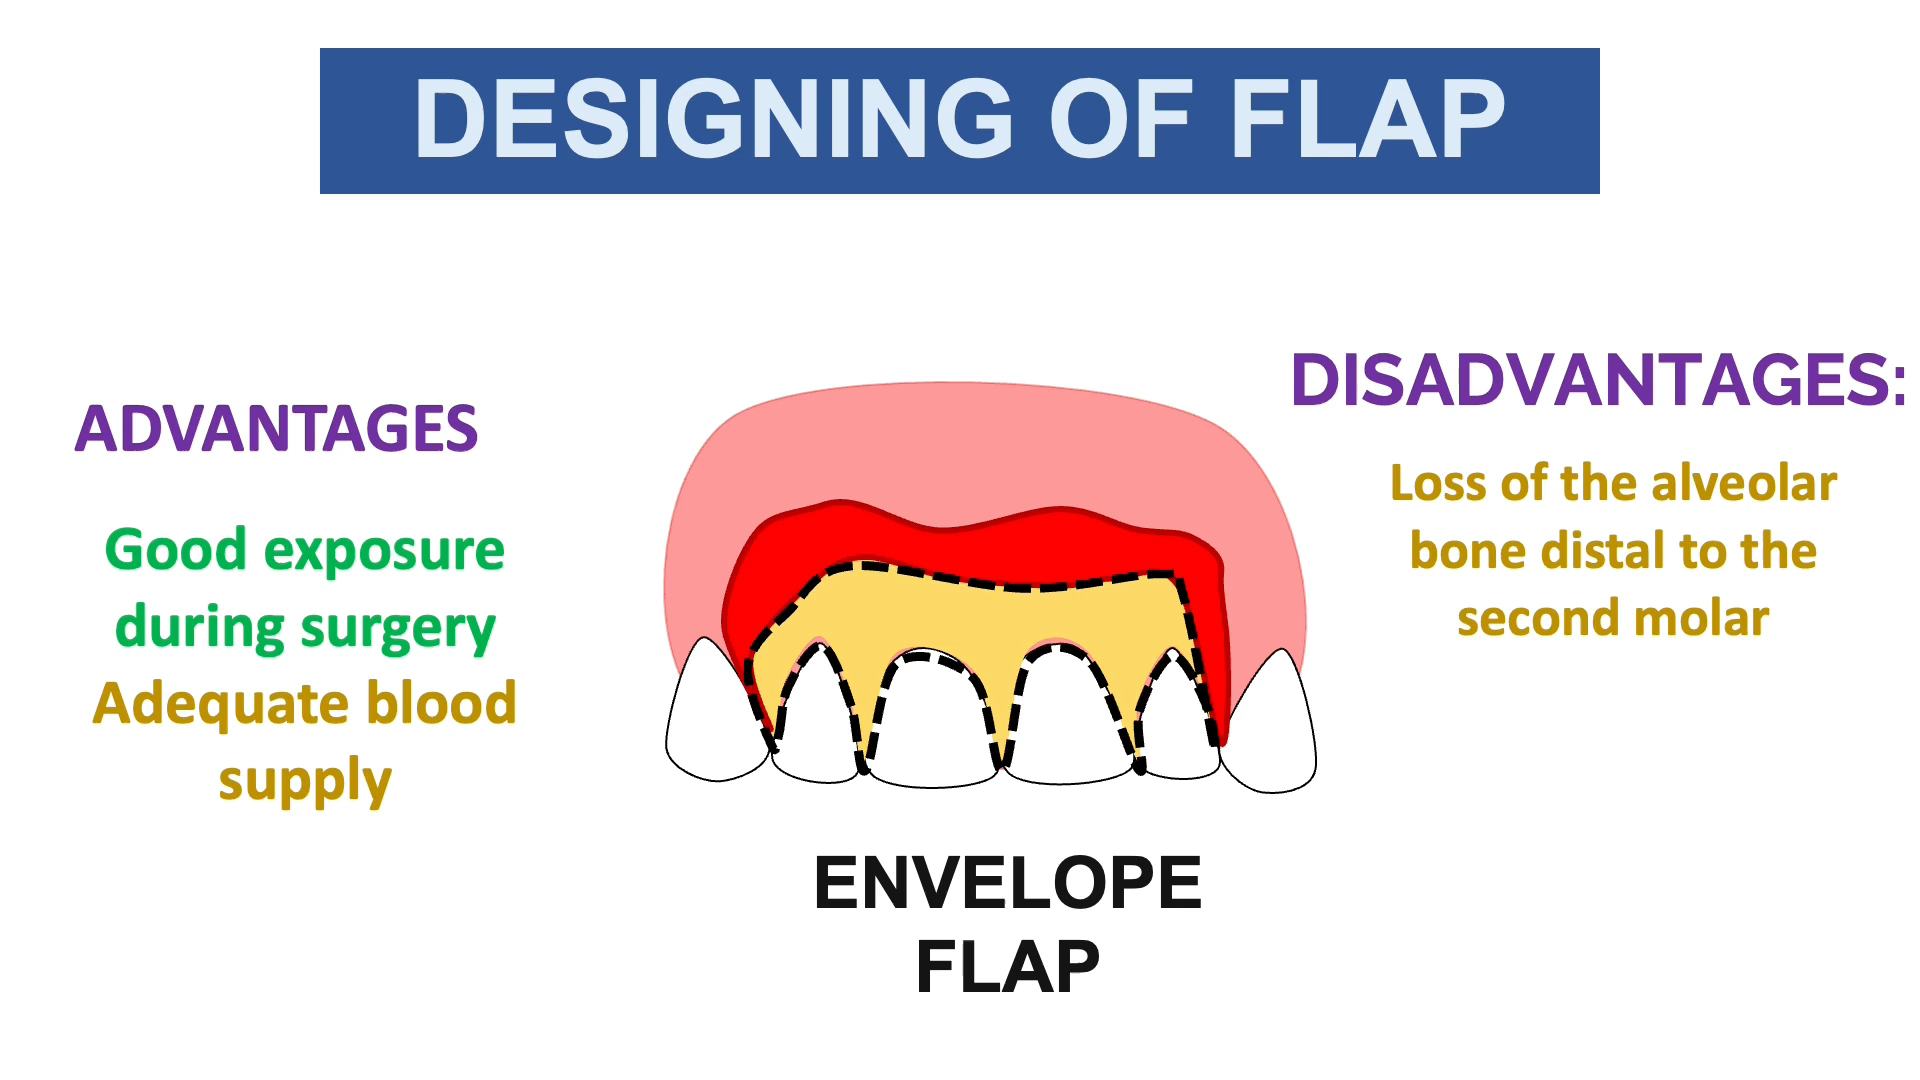 DESIGNING OF FLAP
ADVANTAGES
Good exposure
during surgery
Adequate blood
supply
DISADVANTAGES:
Loss of the alveolar
bone distal to the
second molar
ENVELOPE
FLAP